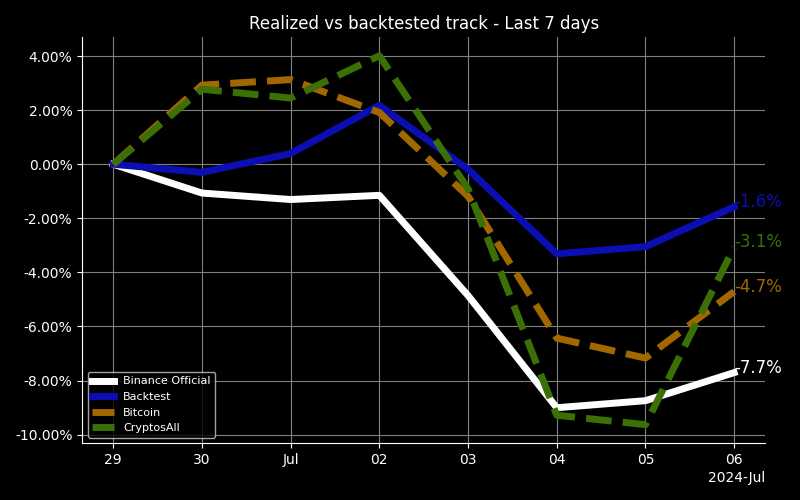 Realized vs backtested track - Last 7 days
4.00%
2.00%
0.00%
-2.00%
-4.00%
-6.00%
-8.00%
-10.00%
-1.6%
-3.1%
-4.7%
-7.7%
Binance Official
Backtest
Bitcoin
CryptosAll
29 30 Jul 02 03 04 05 06
2024-Jul